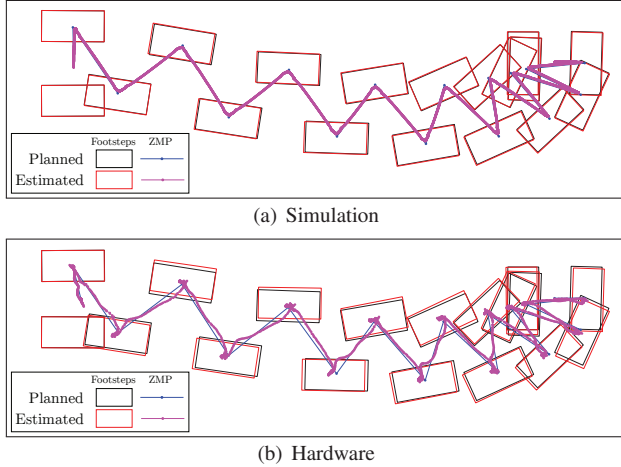 Footsteps ZMP
Planned
Estimated
(a) Simulation
Footsteps ZMP
Planned
Estimated
(b) Hardware